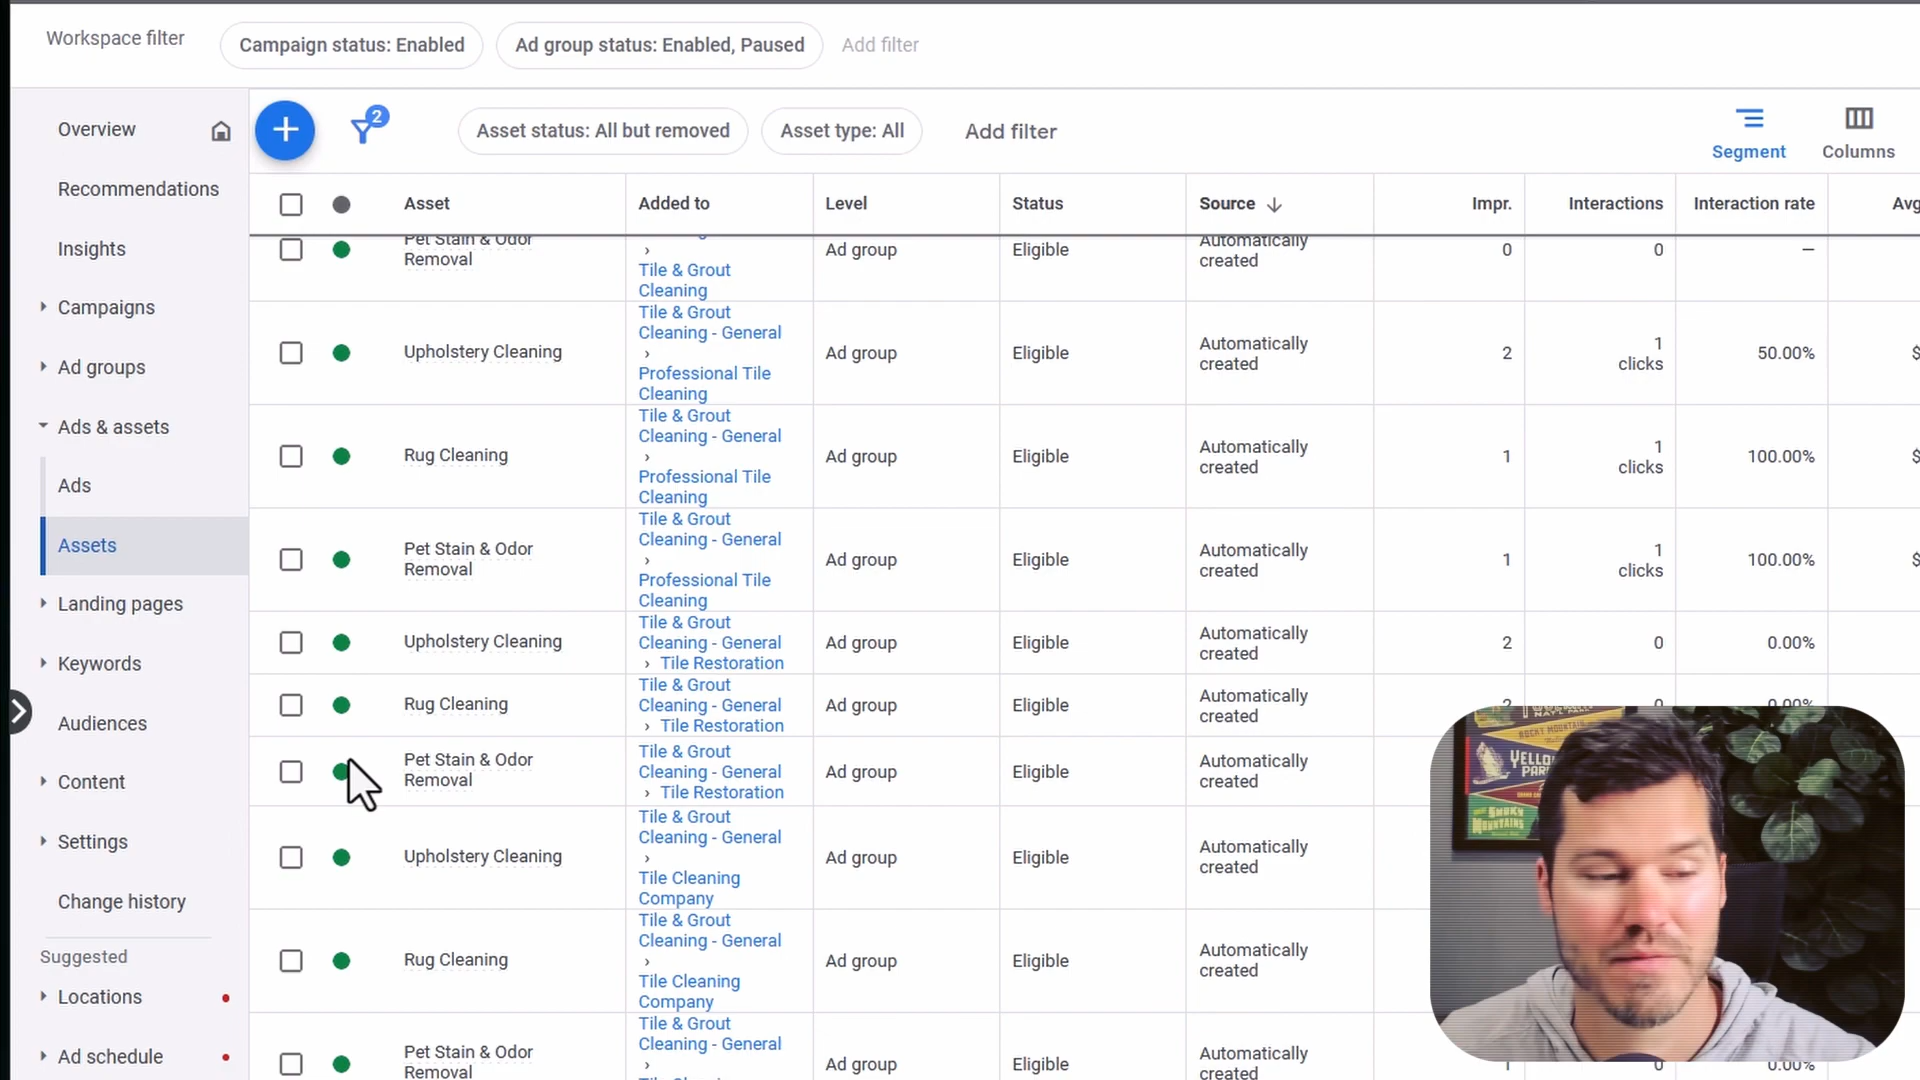 Workspace filter
Campaign status: Enabled
Ad group status: Enabled, Paused
Add filter
Overview
Recommendations
Insights
Campaigns
Ad groups
Ads & assets
Ads
Assets
Landing pages
Keywords
Audiences
Content
Settings
Change history
Suggested
Locations
Ad schedule
2
Asset status: All but removed
Asset type: All
Add filter
Segment
Columns
Asset
Added to
Level
Status
Source
Impr.
Interactions
Interaction rate
Avg
Pet Stain & Odor
Removal
›
Tile & Grout
Cleaning
Ad group
Eligible
Automatically
created
0
0
—
Upholstery Cleaning
Tile & Grout
Cleaning - General
›
Professional Tile
Cleaning
Ad group
Eligible
Automatically
created
2
1
clicks
50.00%
$
Rug Cleaning
Tile & Grout
Cleaning - General
›
Professional Tile
Cleaning
Ad group
Eligible
Automatically
created
1
1
clicks
100.00%
$
Pet Stain & Odor
Removal
Tile & Grout
Cleaning - General
›
Professional Tile
Cleaning
Ad group
Eligible
Automatically
created
1
1
clicks
100.00%
$
Upholstery Cleaning
Tile & Grout
Cleaning - General
› Tile Restoration
Ad group
Eligible
Automatically
created
2
0
0.00%
Rug Cleaning
Tile & Grout
Cleaning - General
› Tile Restoration
Ad group
Eligible
Automatically
created
2
0
0.00%
Pet Stain & Odor
Removal
Tile & Grout
Cleaning - General
› Tile Restoration
Ad group
Eligible
Automatically
created
Upholstery Cleaning
Tile & Grout
Cleaning - General
›
Tile Cleaning
Company
Ad group
Eligible
Automatically
created
Rug Cleaning
Tile & Grout
Cleaning - General
›
Tile Cleaning
Company
Ad group
Eligible
Automatically
created
Pet Stain & Odor
Removal
Tile & Grout
Cleaning - General
›
Ad group
Eligible
Automatically
created
1
0
0.00%
ROCKY MOUNTAIN
SMOKY
MOUNTAINS